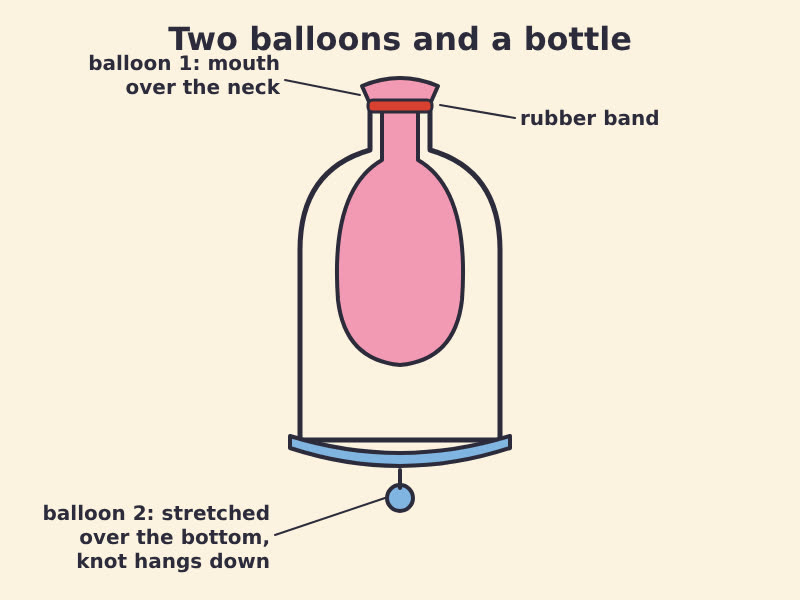 Two balloons and a bottle
balloon 1: mouth
over the neck
rubber band
balloon 2: stretched
over the bottom,
knot hangs down